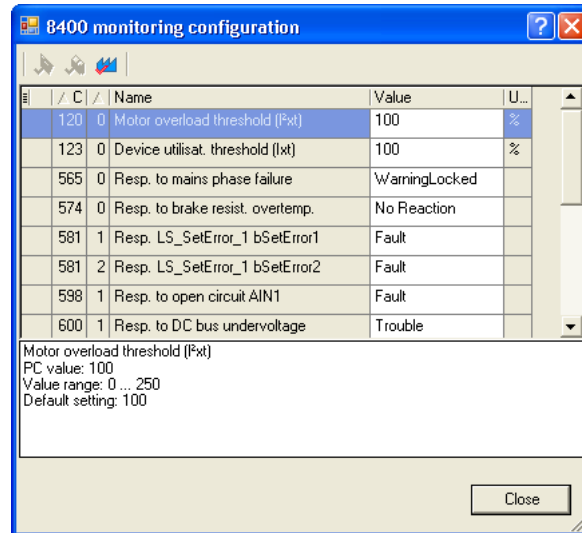 8400 monitoring configuration
C Name Value U...
120 0 Motor overload threshold (I²xt) 100 %
123 0 Device utilisat. threshold (Ixt) 100 %
565 0 Resp. to mains phase failure WarningLocked
574 0 Resp. to brake resist. overtemp. No Reaction
581 1 Resp. LS_SetError_1 bSetError1 Fault
581 2 Resp. LS_SetError_1 bSetError2 Fault
598 1 Resp. to open circuit AIN1 Fault
600 1 Resp. to DC bus undervoltage Trouble
Motor overload threshold (I²xt)
PC value: 100
Value range: 0 ... 250
Default setting: 100
Close